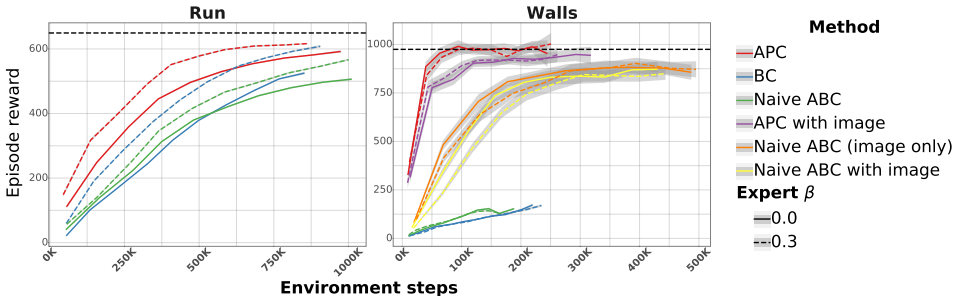 Run
Walls
Episode reward
600
400
200
0
0K
250K
500K
750K
1000K
1000
750
500
250
0
0K
100K
200K
300K
400K
500K
Environment steps
Method
APC
BC
Naive ABC
APC with image
Naive ABC (image only)
Naive ABC with image
Expert β
0.0
0.3